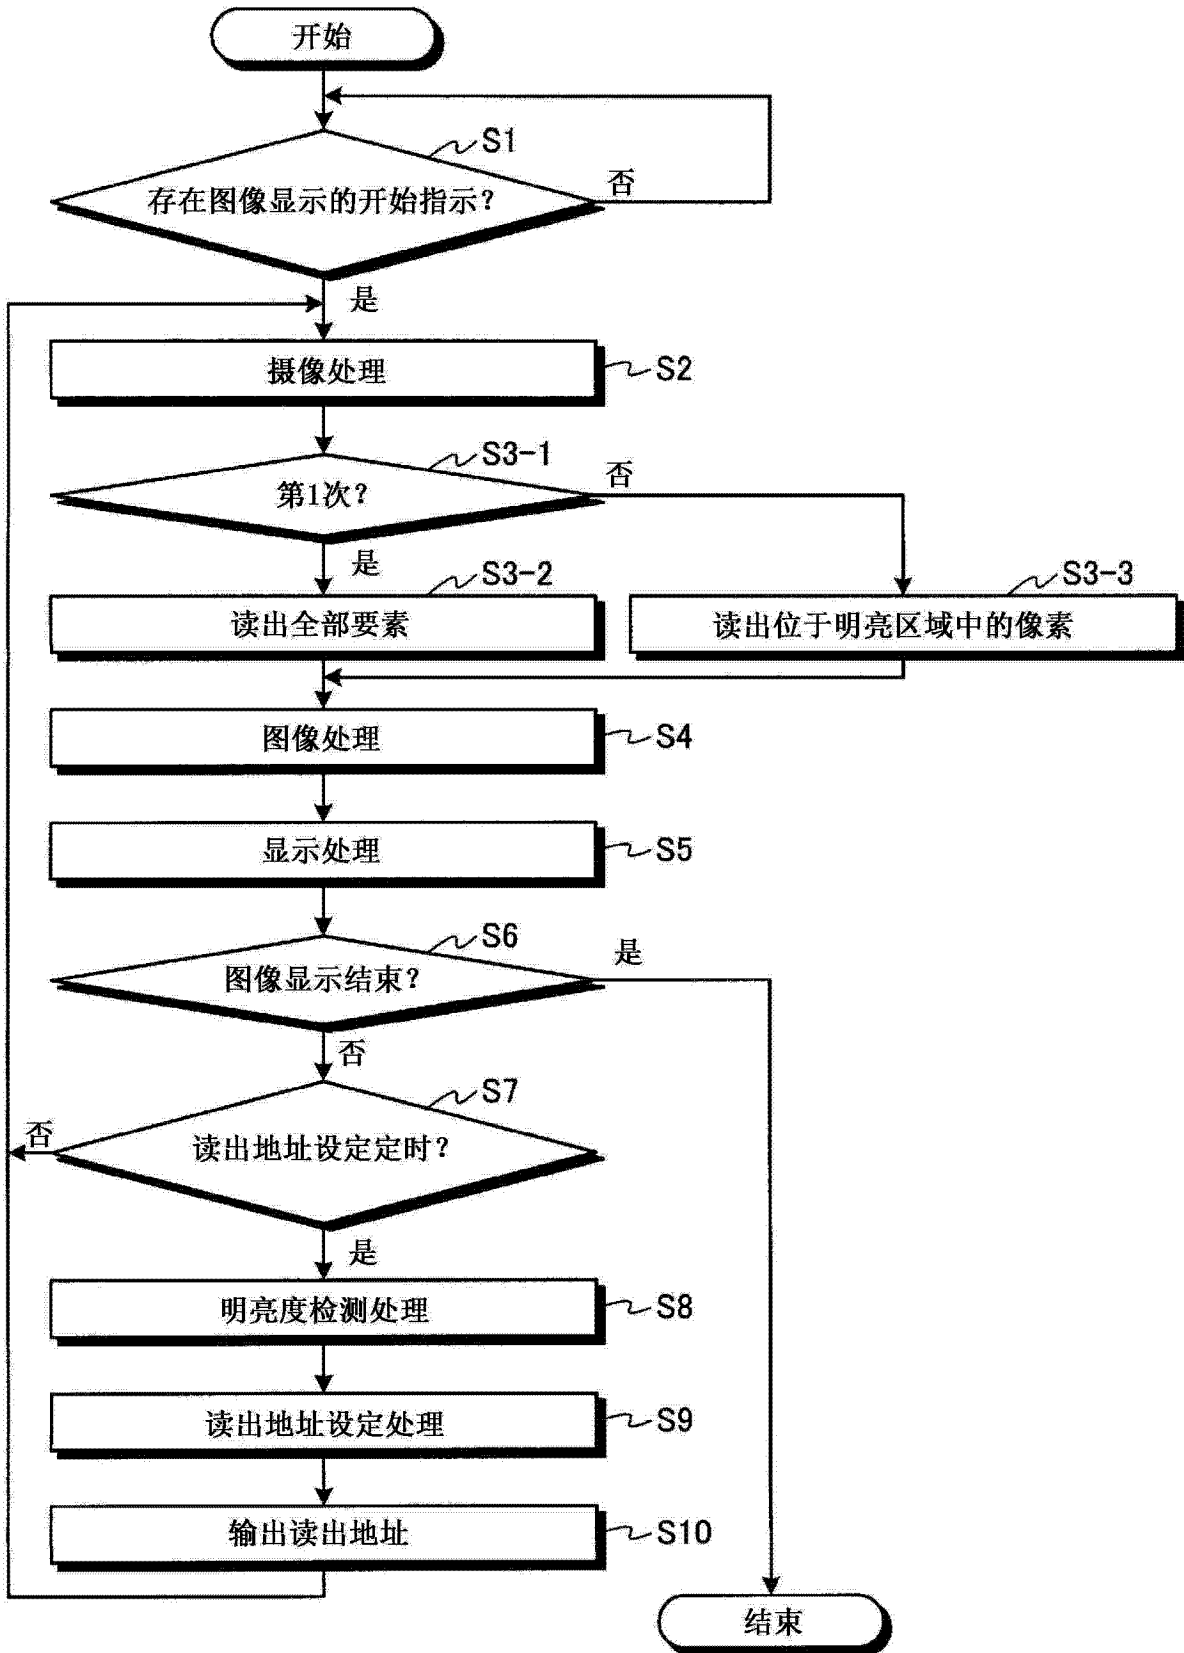 开始
S1
存在图像显示的开始指示？
否
是
摄像处理
S2
S3-1
第1次？
否
是
S3-2
读出全部要素
S3-3
读出位于明亮区域中的像素
图像处理
S4
显示处理
S5
S6
图像显示结束？
是
否
S7
读出地址设定定时？
否
是
明亮度检测处理
S8
读出地址设定处理
S9
输出读出地址
S10
结束